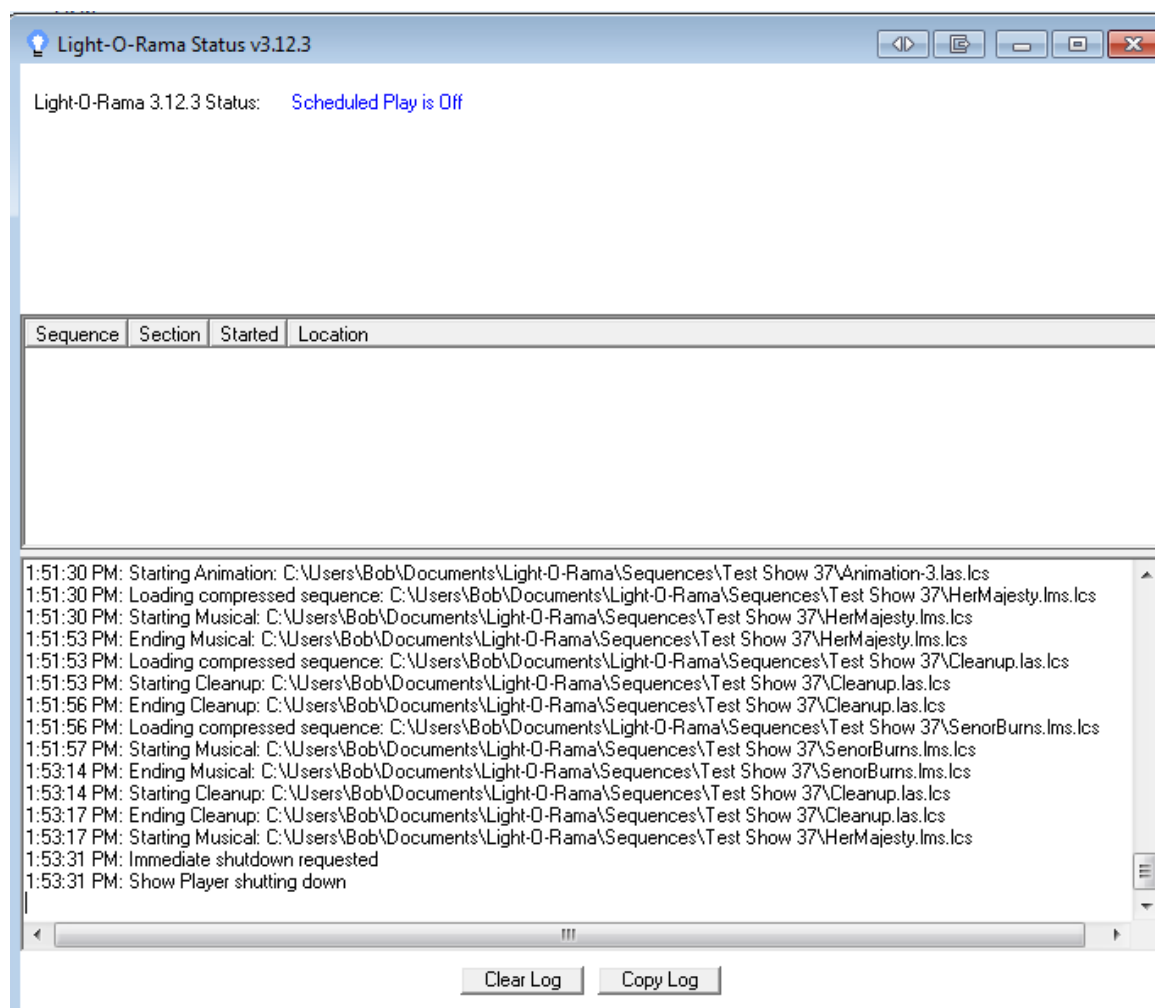 Light-O-Rama Status v3.12.3
Light-O-Rama 3.12.3 Status: Scheduled Play is Off
Sequence Section Started Location
1:51:30 PM: Starting Animation: C:\Users\Bob\Documents\Light-O-Rama\Sequences\Test Show 37\Animation-3.las.lcs
1:51:30 PM: Loading compressed sequence: C:\Users\Bob\Documents\Light-O-Rama\Sequences\Test Show 37\HerMajesty.lms.lcs
1:51:30 PM: Starting Musical: C:\Users\Bob\Documents\Light-O-Rama\Sequences\Test Show 37\HerMajesty.lms.lcs
1:51:53 PM: Ending Musical: C:\Users\Bob\Documents\Light-O-Rama\Sequences\Test Show 37\HerMajesty.lms.lcs
1:51:53 PM: Loading compressed sequence: C:\Users\Bob\Documents\Light-O-Rama\Sequences\Test Show 37\Cleanup.las.lcs
1:51:53 PM: Starting Cleanup: C:\Users\Bob\Documents\Light-O-Rama\Sequences\Test Show 37\Cleanup.las.lcs
1:51:56 PM: Ending Cleanup: C:\Users\Bob\Documents\Light-O-Rama\Sequences\Test Show 37\Cleanup.las.lcs
1:51:56 PM: Loading compressed sequence: C:\Users\Bob\Documents\Light-O-Rama\Sequences\Test Show 37\SenorBurns.lms.lcs
1:51:57 PM: Starting Musical: C:\Users\Bob\Documents\Light-O-Rama\Sequences\Test Show 37\SenorBurns.lms.lcs
1:53:14 PM: Ending Musical: C:\Users\Bob\Documents\Light-O-Rama\Sequences\Test Show 37\SenorBurns.lms.lcs
1:53:14 PM: Starting Cleanup: C:\Users\Bob\Documents\Light-O-Rama\Sequences\Test Show 37\Cleanup.las.lcs
1:53:17 PM: Ending Cleanup: C:\Users\Bob\Documents\Light-O-Rama\Sequences\Test Show 37\Cleanup.las.lcs
1:53:17 PM: Starting Musical: C:\Users\Bob\Documents\Light-O-Rama\Sequences\Test Show 37\HerMajesty.lms.lcs
1:53:31 PM: Immediate shutdown requested
1:53:31 PM: Show Player shutting down
Clear Log Copy Log